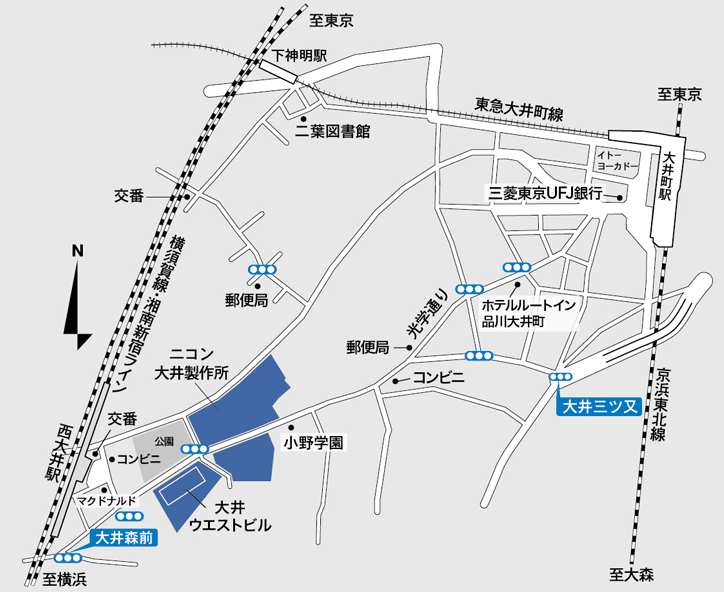 至東京
下神明駅
東急大井町線
至東京
二葉図書館
イトー
ヨーカドー
大井町駅
三菱東京UFJ銀行
交番
横須賀線・湘南新宿ライン
N
郵便局
光学通り
ホテルルートイン
品川大井町
郵便局
ニコン
大井製作所
コンビニ
大井三ツ又
京浜東北線
交番
西大井駅
公園
小野学園
コンビニ
マクドナルド
大井
ウエストビル
大井森前
至横浜
至大森